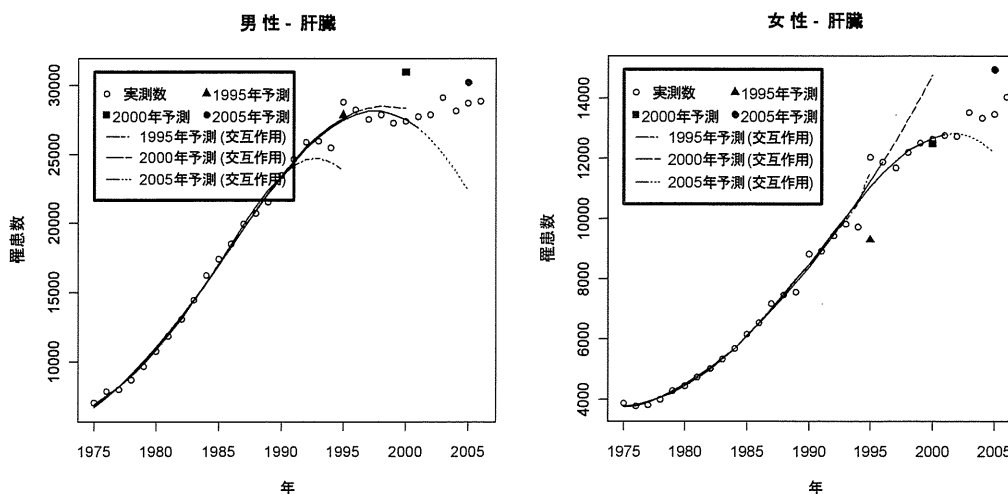 男 性 - 肝臓
30000
25000
20000
15000
10000
罹患数
○ 実測数 ▲1995年予測
■2000年予測 ●2005年予測
1995年予測 (交互作用)
2000年予測 (交互作用)
2005年予測 (交互作用)
1975 1980 1985 1990 1995 2000 2005
年
女 性 - 肝臓
14000
12000
10000
8000
6000
4000
罹患数
○ 実測数 ▲1995年予測
■2000年予測 ●2005年予測
1995年予測 (交互作用)
2000年予測 (交互作用)
2005年予測 (交互作用)
1975 1980 1985 1990 1995 2000 2005
年